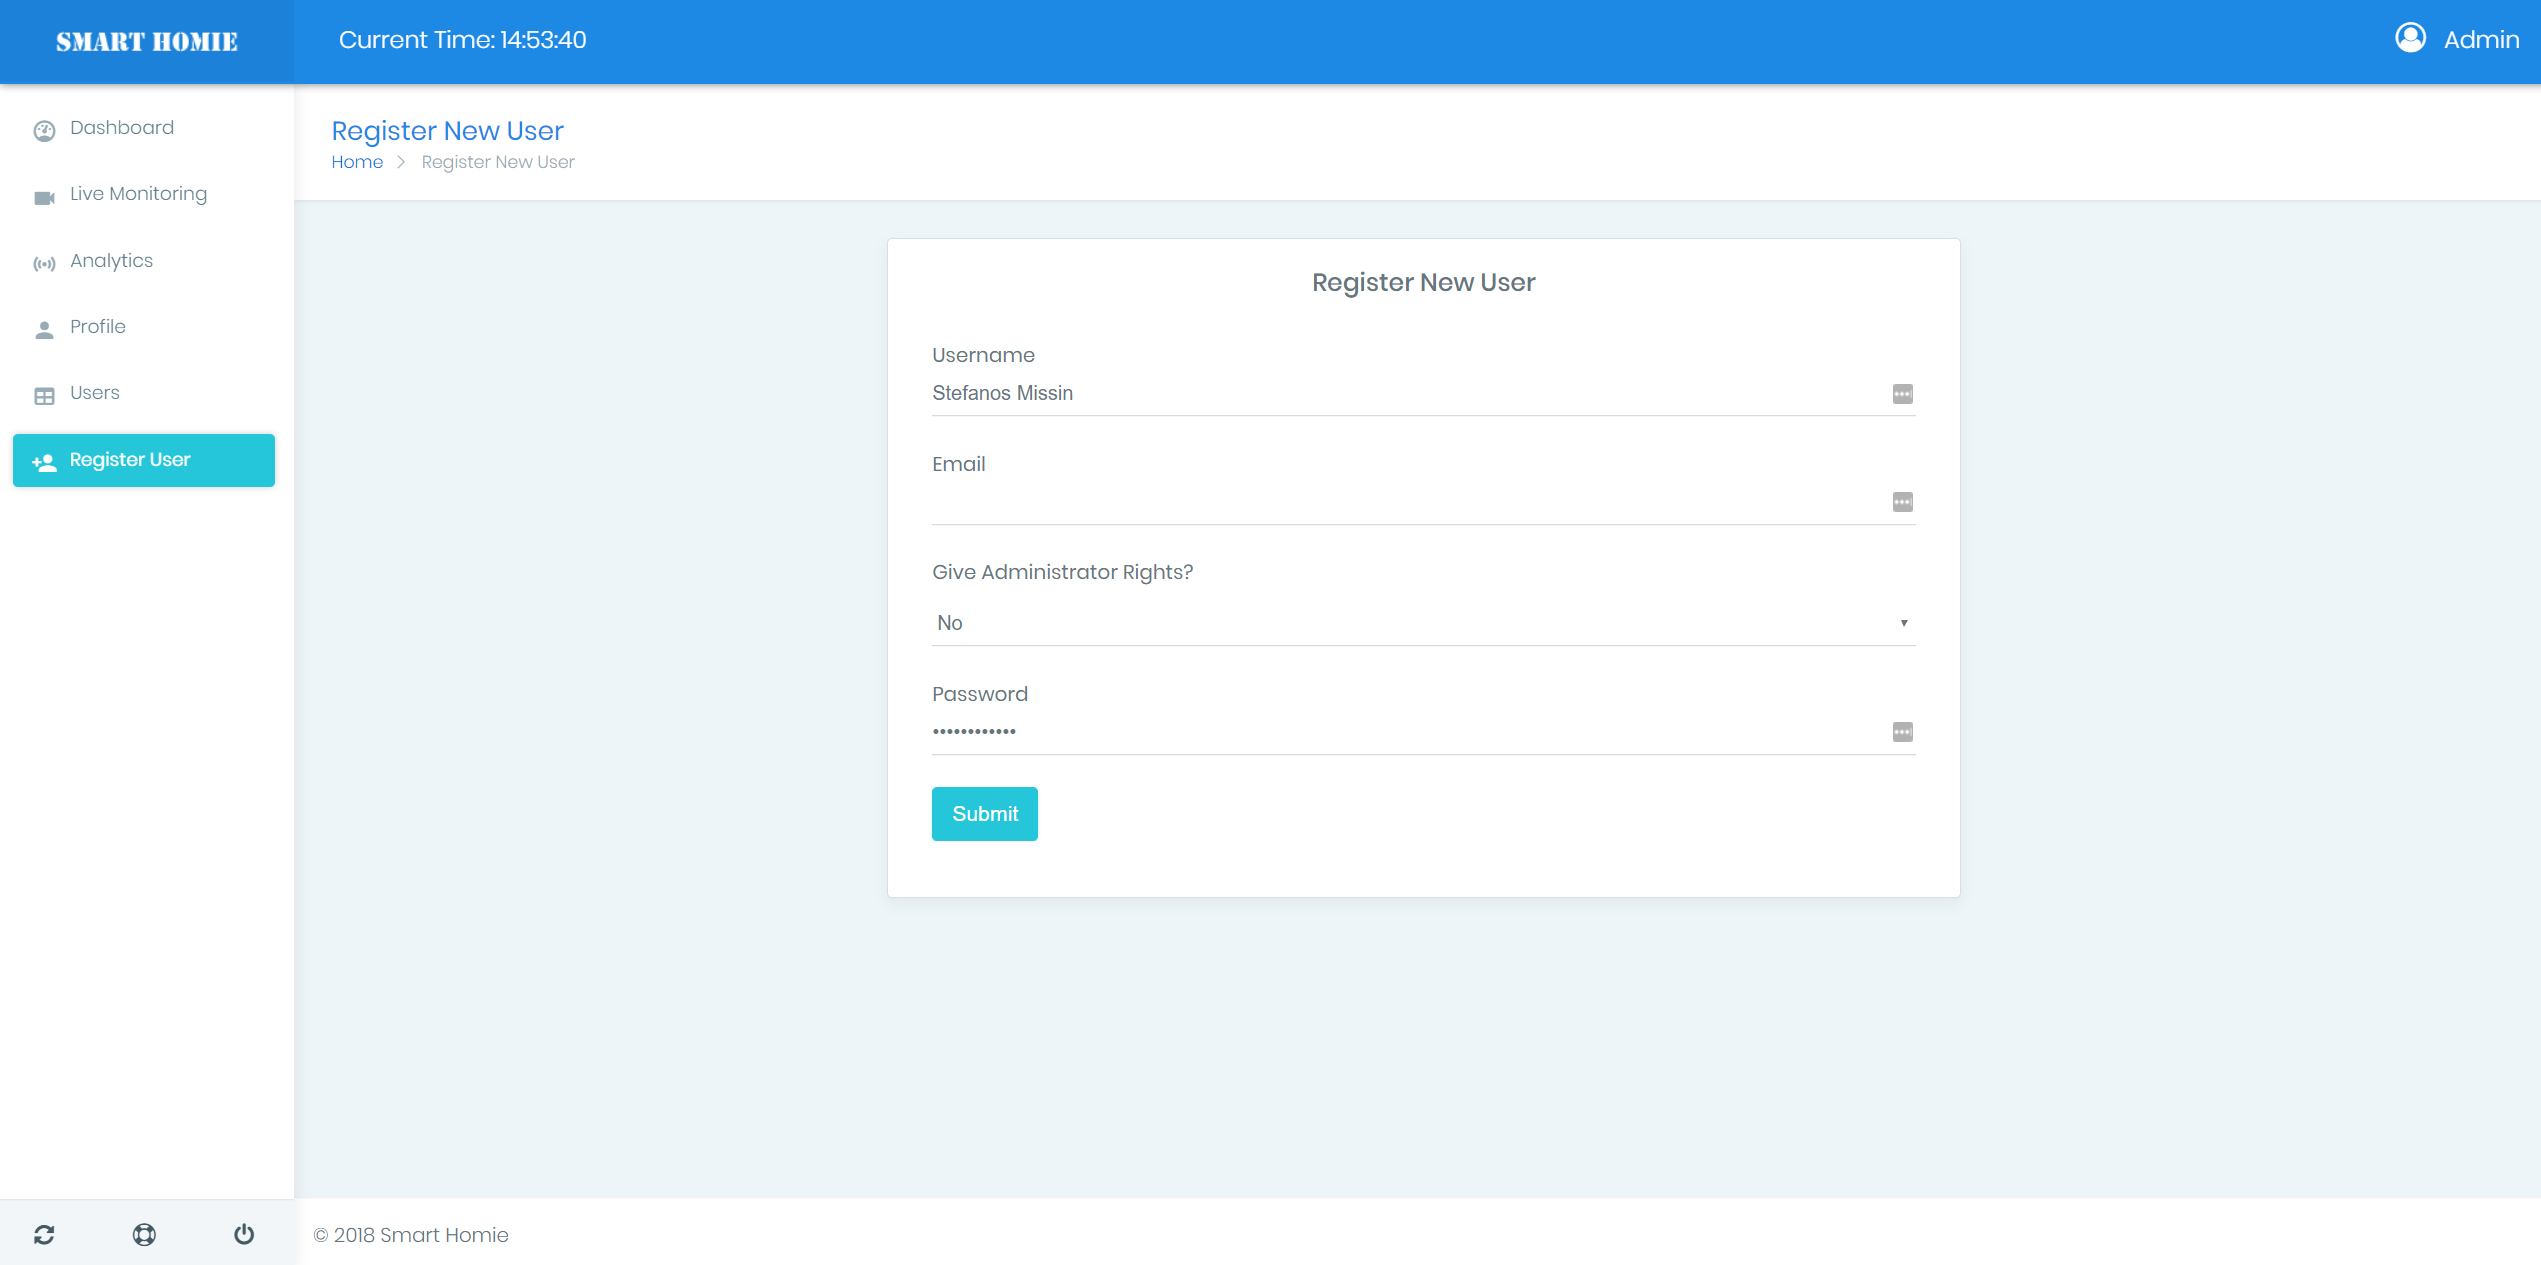 SMART HOMIE
Current Time: 14:53:40
Admin
Dashboard
Live Monitoring
Analytics
Profile
Users
Register User
Register New User
Home > Register New User
Register New User
Username
Stefanos Missin
Email
Give Administrator Rights?
No
Password
••••••••••••
Submit
© 2018 Smart Homie